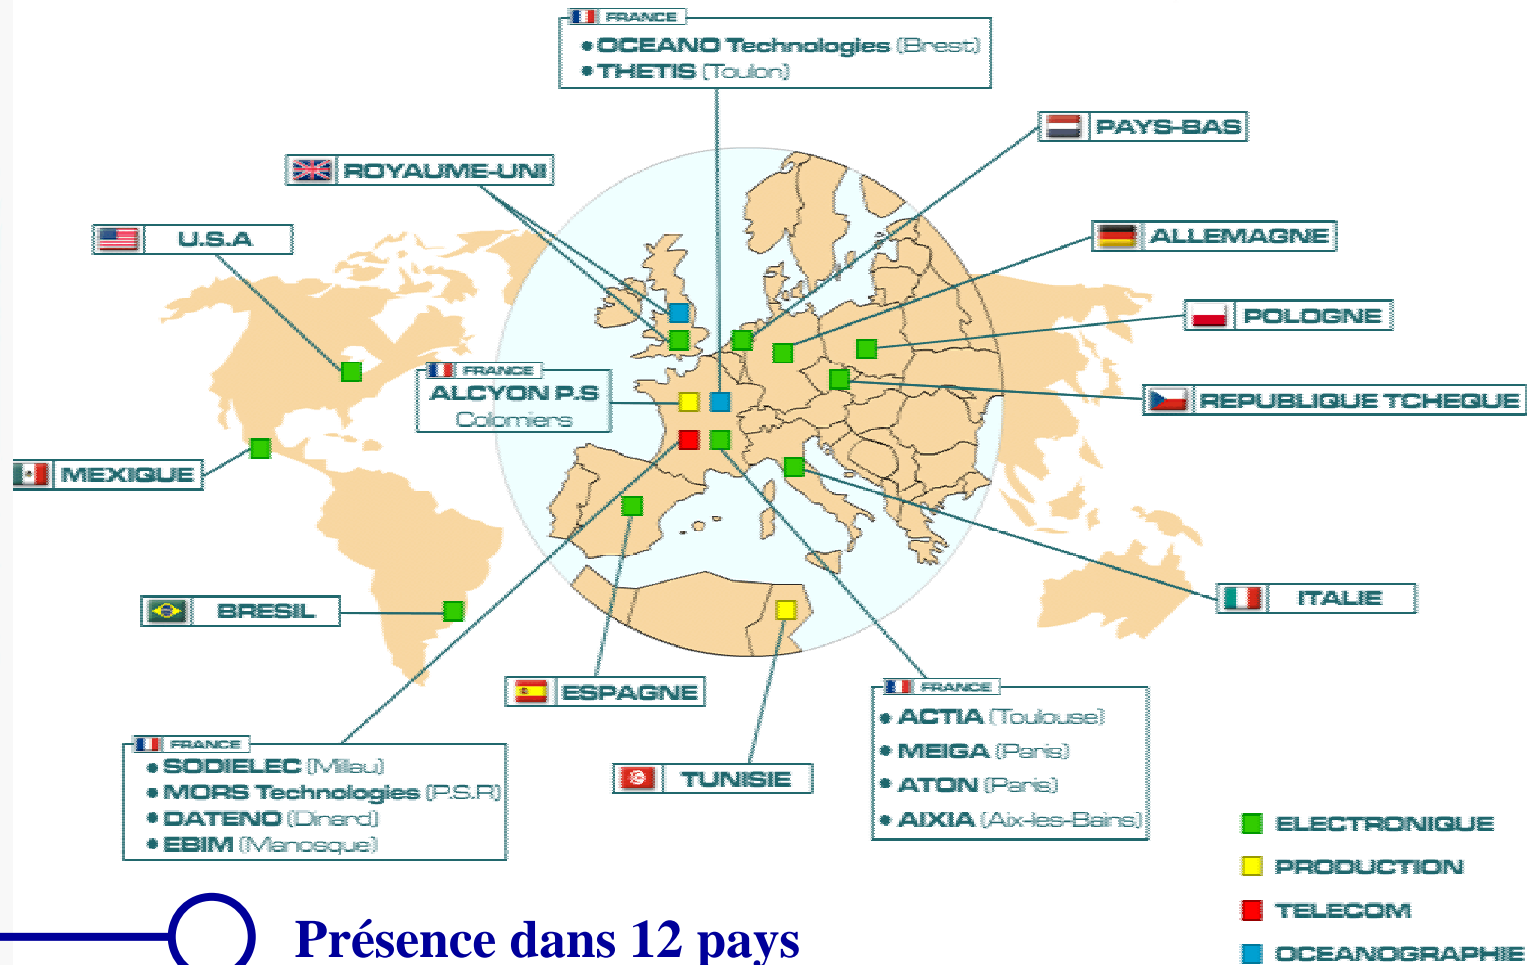 FRANCE
• OCEANO Technologies (Brest)
• THETIS (Toulon)
PAYS-BAS
ROYAUME-UNI
U.S.A
ALLEMAGNE
POLOGNE
FRANCE
ALCYON P.S
Colomiers
REPUBLIQUE TCHEQUE
MEXIQUE
ITALIE
BRESIL
ESPAGNE
FRANCE
• ACTIA (Toulouse)
• MEIGA (Paris)
• ATON (Paris)
• AIXIA (Aix-les-Bains)
FRANCE
• SODIELEC (Millau)
• MORS Technologies (P.S.R)
• DATENO (Dinard)
• EBIM (Manosque)
TUNISIE
ELECTRONIQUE
PRODUCTION
TELECOM
OCEANOGRAPHIE
Présence dans 12 pays